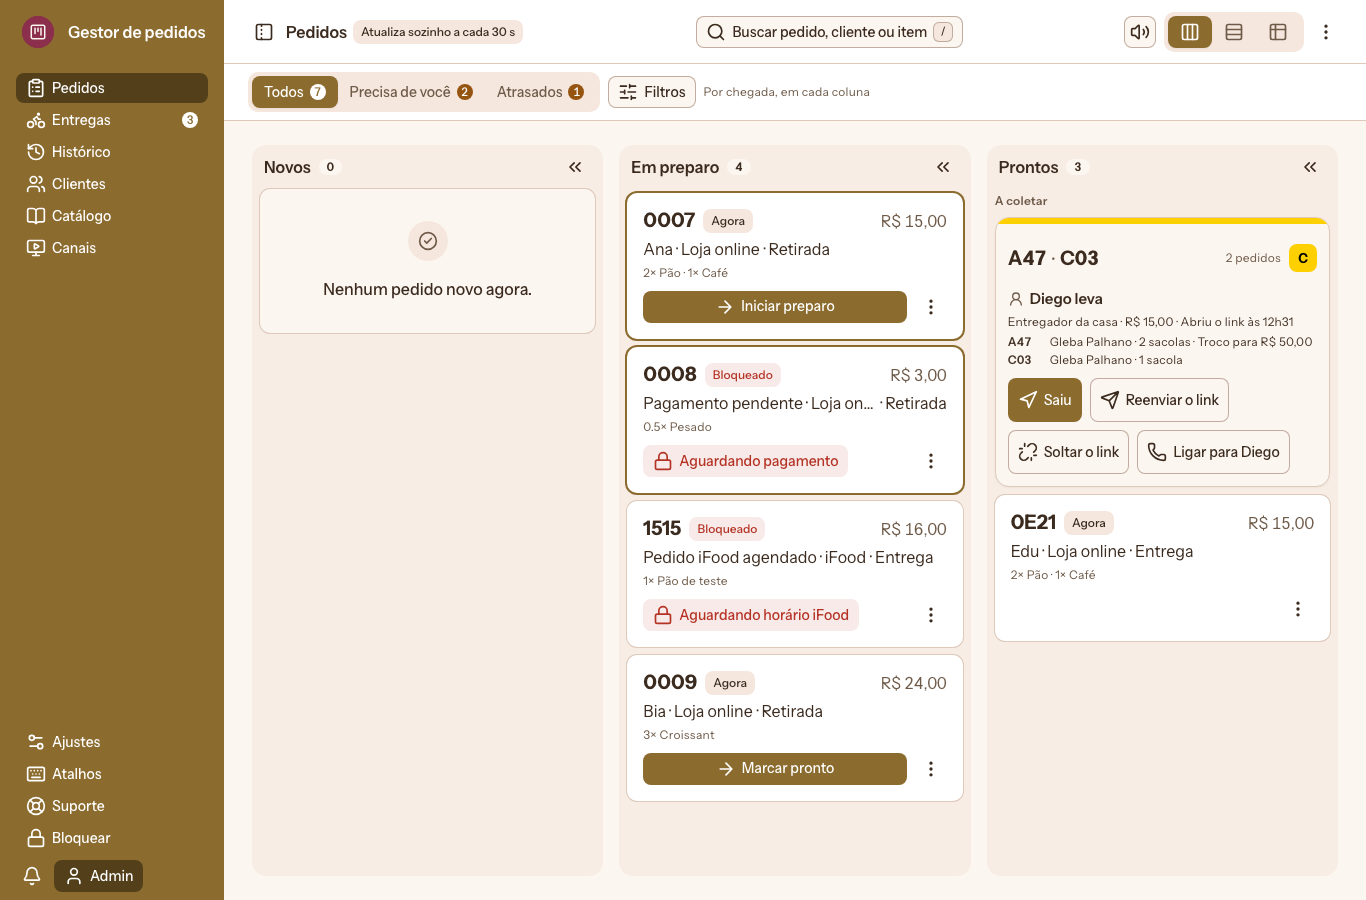 Gestor de pedidos
Pedidos
Entregas 3
Histórico
Clientes
Catálogo
Canais
Ajustes
Atalhos
Suporte
Bloquear
Admin
Pedidos Atualiza sozinho a cada 30 s
Buscar pedido, cliente ou item /
Todos 7 Precisa de você 2 Atrasados 1 Filtros Por chegada, em cada coluna
Novos 0
Nenhum pedido novo agora.
Em preparo 4
0007 Agora R$ 15,00
Ana · Loja online · Retirada
2× Pão · 1× Café
Iniciar preparo
0008 Bloqueado R$ 3,00
Pagamento pendente · Loja on... · Retirada
0.5× Pesado
Aguardando pagamento
1515 Bloqueado R$ 16,00
Pedido iFood agendado · iFood · Entrega
1× Pão de teste
Aguardando horário iFood
0009 Agora R$ 24,00
Bia · Loja online · Retirada
3× Croissant
Marcar pronto
Prontos 3
A coletar
A47 · C03 2 pedidos C
Diego leva
Entregador da casa · R$ 15,00 · Abriu o link às 12h31
A47 Gleba Palhano · 2 sacolas · Troco para R$ 50,00
C03 Gleba Palhano · 1 sacola
Saiu Reenviar o link
Soltar o link Ligar para Diego
0E21 Agora R$ 15,00
Edu · Loja online · Entrega
2× Pão · 1× Café